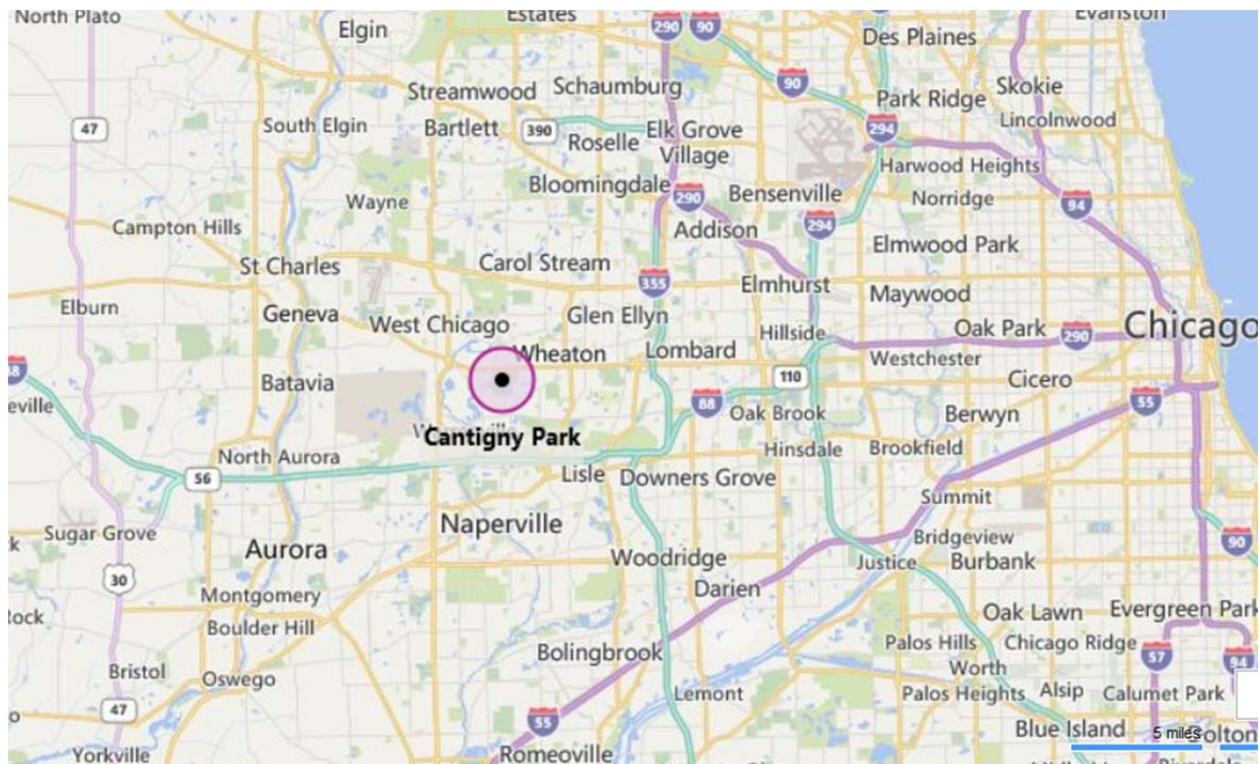 North Plato
Estates
290
90
Evanston
Elgin
Des Plaines
90
Streamwood
Schaumburg
Skokie
Park Ridge
Lincolnwood
47
South Elgin
Bartlett
390
Elk Grove
Village
294
Roselle
Harwood Heights
Bloomingdale
Bensenville
Wayne
290
Norridge
94
Campton Hills
Addison
294
Elmwood Park
St Charles
Carol Stream
355
Elmhurst
Maywood
Elburn
Geneva
West Chicago
Glen Ellyn
Hillside
Oak Park
290
Chicago
Wheaton
Lombard
Westchester
Batavia
110
Cicero
eville
88
Oak Brook
Berwyn
55
Cantigny Park
Hinsdale
Brookfield
North Aurora
56
Lisle
Downers Grove
Summit
Naperville
Sugar Grove
Bridgeview
90
Aurora
Woodridge
Justice
Burbank
30
Darien
Montgomery
Oak Lawn
Evergreen Park
ock
Boulder Hill
Palos Hills
Chicago Ridge
Bolingbrook
57
94
Bristol
Oswego
Worth
Lemont
Palos Heights
Alsip
Calumet Park
47
55
Blue Island
5 miles
olton
Yorkville
Romeoville
Riverdale